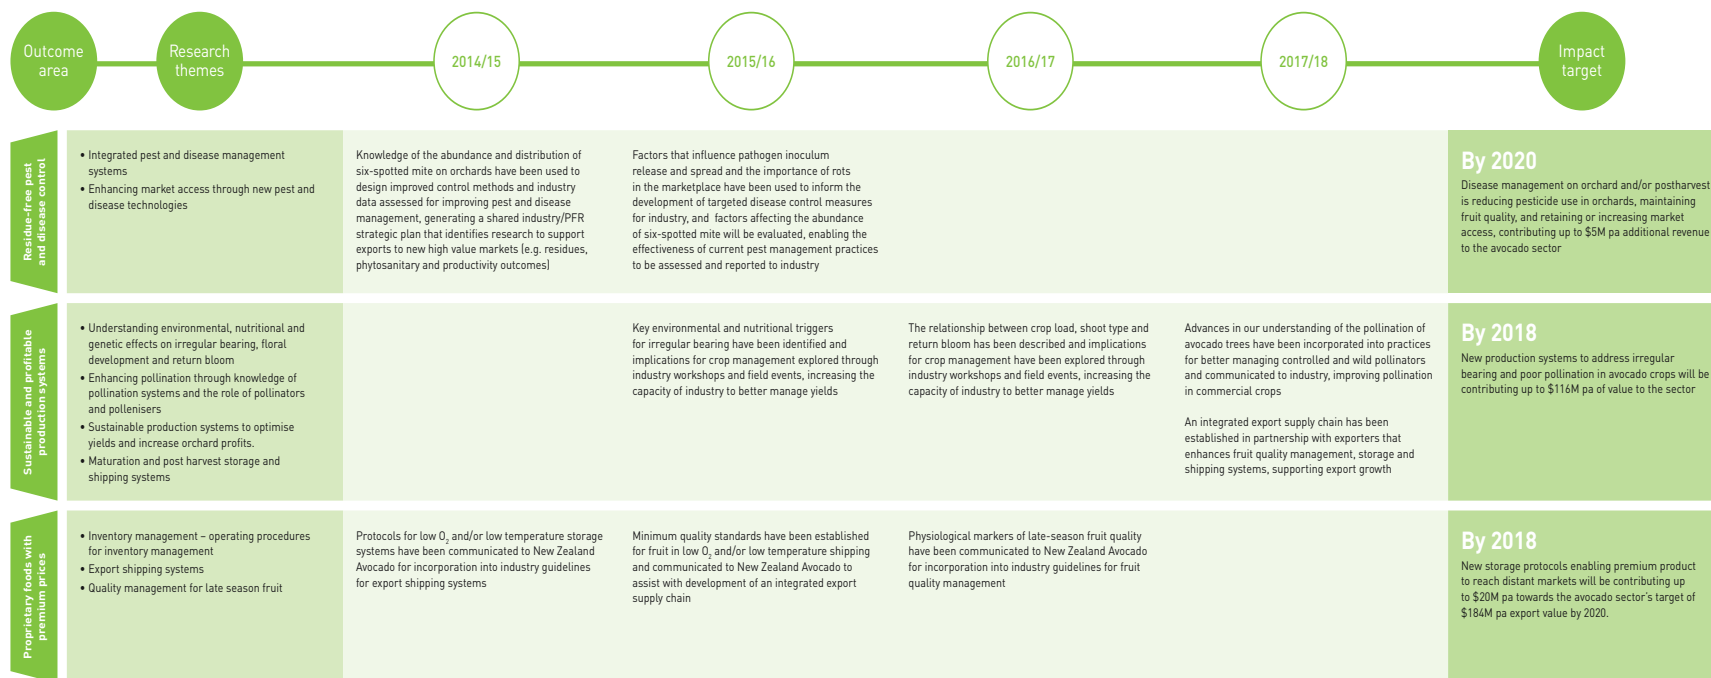 Outcome
area
Research
themes
2014/15
2015/16
2016/17
2017/18
Impact
target
Residue-free pest
and disease control
• Integrated pest and disease management
systems
• Enhancing market access through new pest and
disease technologies
Knowledge of the abundance and distribution of
six-spotted mite on orchards have been used to
design improved control methods and industry
data assessed for improving pest and disease
management, generating a shared industry/PFR
strategic plan that identifies research to support
exports to new high value markets (e.g. residues,
phytosanitary and productivity outcomes)
Factors that influence pathogen inoculum
release and spread and the importance of rots
in the marketplace have been used to inform the
development of targeted disease control measures
for industry, and factors affecting the abundance
of six-spotted mite will be evaluated, enabling the
effectiveness of current pest management practices
to be assessed and reported to industry
By 2020
Disease management on orchard and/or postharvest
is reducing pesticide use in orchards, maintaining
fruit quality, and retaining or increasing market
access, contributing up to $5M pa additional revenue
to the avocado sector
Sustainable and profitable
production systems
• Understanding environmental, nutritional and
genetic effects on irregular bearing, floral
development and return bloom
• Enhancing pollination through knowledge of
pollination systems and the role of pollinators
and pollenisers
• Sustainable production systems to optimise
yields and increase orchard profits.
• Maturation and post harvest storage and
shipping systems
Key environmental and nutritional triggers
for irregular bearing have been identified and
implications for crop management explored through
industry workshops and field events, increasing the
capacity of industry to better manage yields
The relationship between crop load, shoot type and
return bloom has been described and implications
for crop management have been explored through
industry workshops and field events, increasing the
capacity of industry to better manage yields
Advances in our understanding of the pollination of
avocado trees have been incorporated into practices
for better managing controlled and wild pollinators
and communicated to industry, improving pollination
in commercial crops
An integrated export supply chain has been
established in partnership with exporters that
enhances fruit quality management, storage and
shipping systems, supporting export growth
By 2018
New production systems to address irregular
bearing and poor pollination in avocado crops will be
contributing up to $116M pa of value to the sector
Proprietary foods with
premium prices
• Inventory management – operating procedures
for inventory management
• Export shipping systems
• Quality management for late season fruit
Protocols for low O₂ and/or low temperature storage
systems have been communicated to New Zealand
Avocado for incorporation into industry guidelines
for export shipping systems
Minimum quality standards have been established
for fruit in low O₂ and/or low temperature shipping
and communicated to New Zealand Avocado to
assist with development of an integrated export
supply chain
Physiological markers of late-season fruit quality
have been communicated to New Zealand Avocado
for incorporation into industry guidelines for fruit
quality management
By 2018
New storage protocols enabling premium product
to reach distant markets will be contributing up
to $20M pa towards the avocado sector's target of
$184M pa export value by 2020.